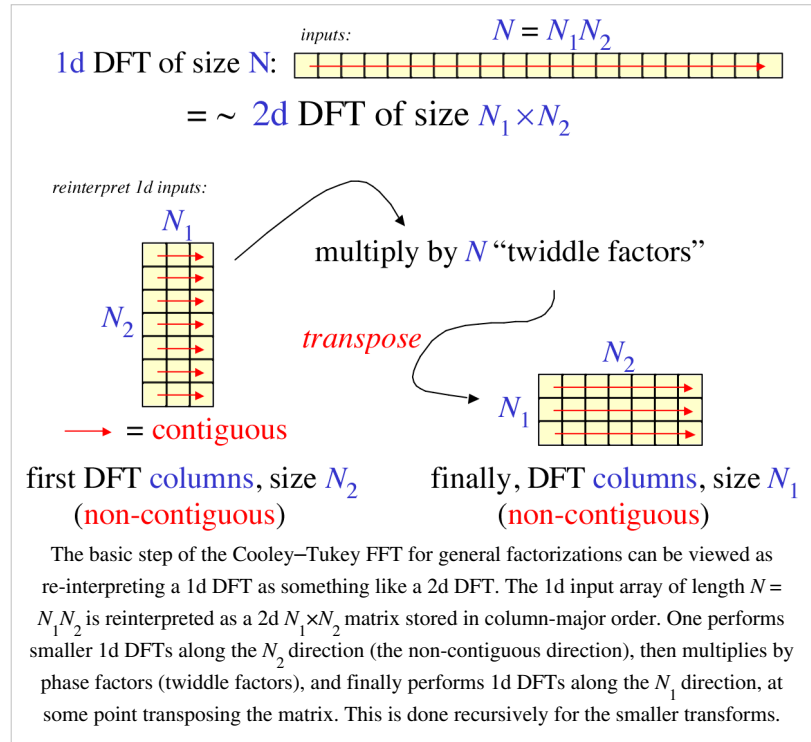 inputs: N = N₁N₂
1d DFT of size N:
= ~ 2d DFT of size N₁×N₂
reinterpret 1d inputs:
N₁
multiply by N “twiddle factors”
N₂
transpose
N₂
N₁
= contiguous
first DFT columns, size N₂
(non-contiguous)
finally, DFT columns, size N₁
(non-contiguous)
The basic step of the Cooley–Tukey FFT for general factorizations can be viewed as
re-interpreting a 1d DFT as something like a 2d DFT. The 1d input array of length N =
N₁N₂ is reinterpreted as a 2d N₁×N₂ matrix stored in column-major order. One performs
smaller 1d DFTs along the N₂ direction (the non-contiguous direction), then multiplies by
phase factors (twiddle factors), and finally performs 1d DFTs along the N₁ direction, at
some point transposing the matrix. This is done recursively for the smaller transforms.